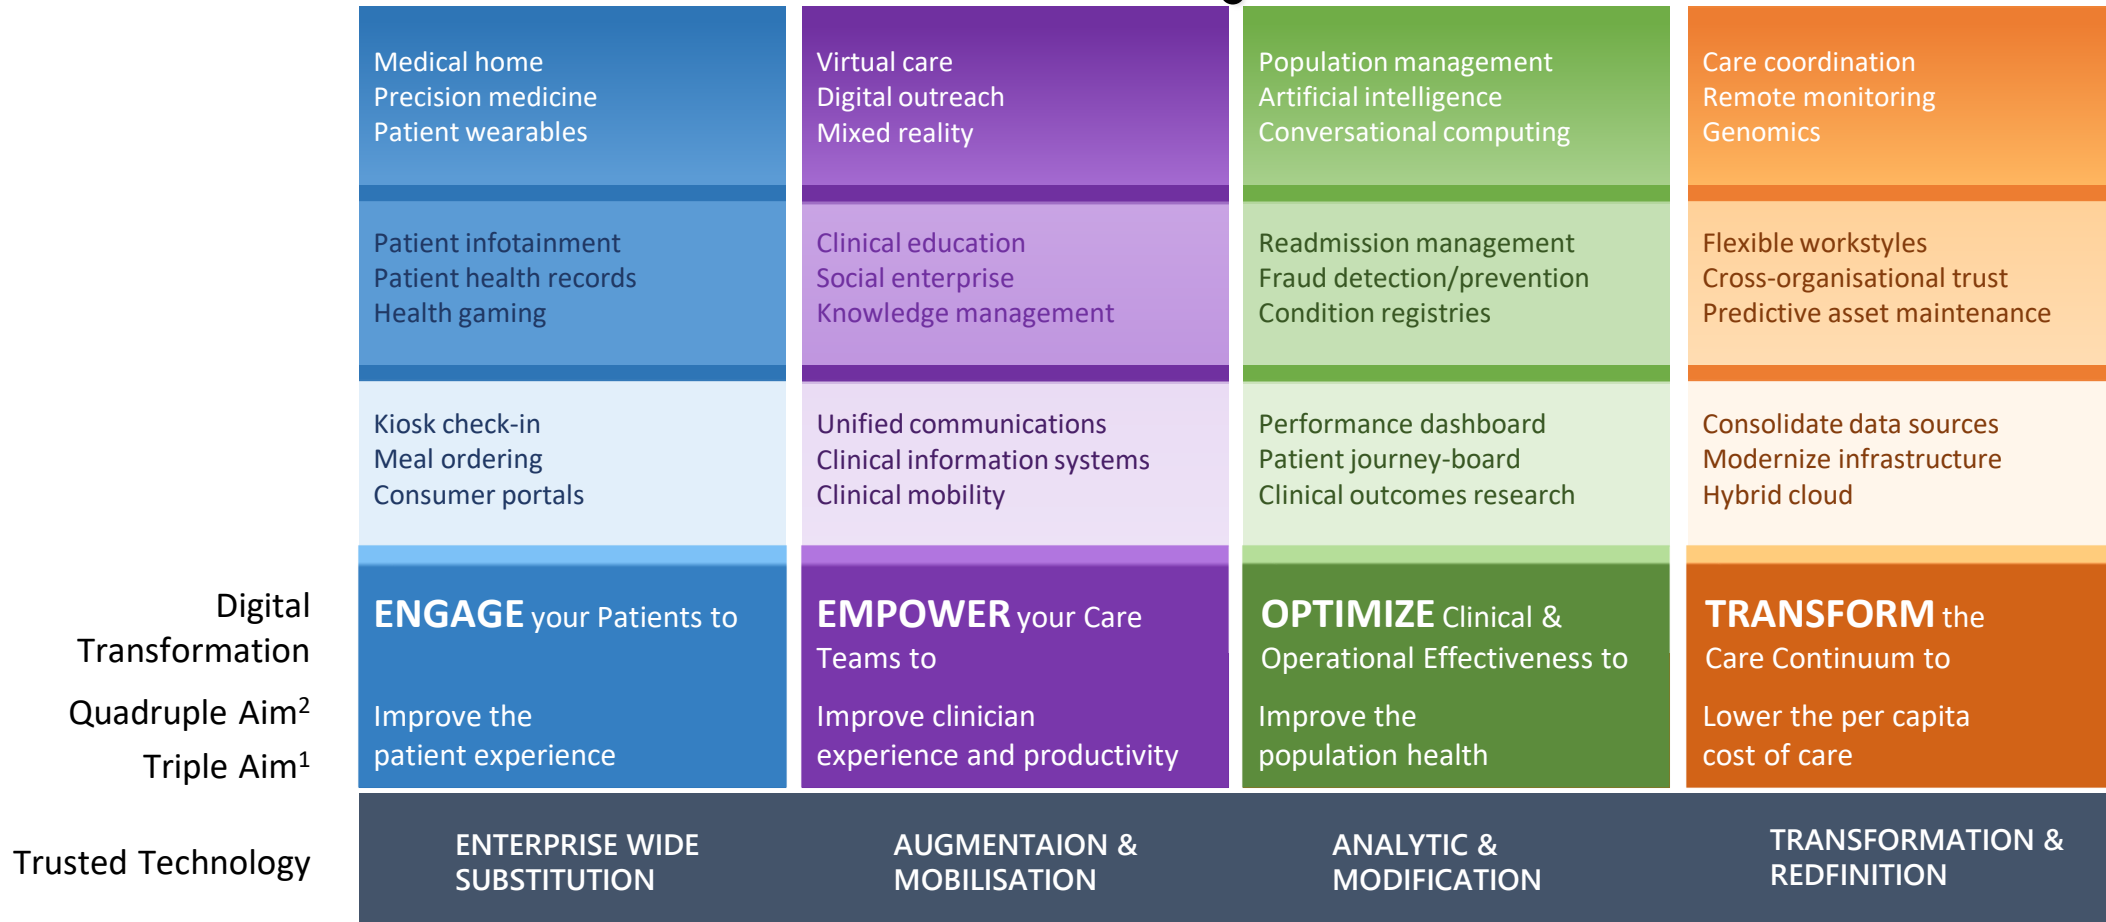 Medical home
Precision medicine
Patient wearables
Virtual care
Digital outreach
Mixed reality
Population management
Artificial intelligence
Conversational computing
Care coordination
Remote monitoring
Genomics
Patient infotainment
Patient health records
Health gaming
Clinical education
Social enterprise
Knowledge management
Readmission management
Fraud detection/prevention
Condition registries
Flexible workstyles
Cross-organisational trust
Predictive asset maintenance
Kiosk check-in
Meal ordering
Consumer portals
Unified communications
Clinical information systems
Clinical mobility
Performance dashboard
Patient journey-board
Clinical outcomes research
Consolidate data sources
Modernize infrastructure
Hybrid cloud
Digital
Transformation
ENGAGE your Patients to
EMPOWER your Care
Teams to
OPTIMIZE Clinical &
Operational Effectiveness to
TRANSFORM the
Care Continuum to
Quadruple Aim²
Triple Aim¹
Improve the
patient experience
Improve clinician
experience and productivity
Improve the
population health
Lower the per capita
cost of care
Trusted Technology
ENTERPRISE WIDE
SUBSTITUTION
AUGMENTAION &
MOBILISATION
ANALYTIC &
MODIFICATION
TRANSFORMATION &
REDFINITION